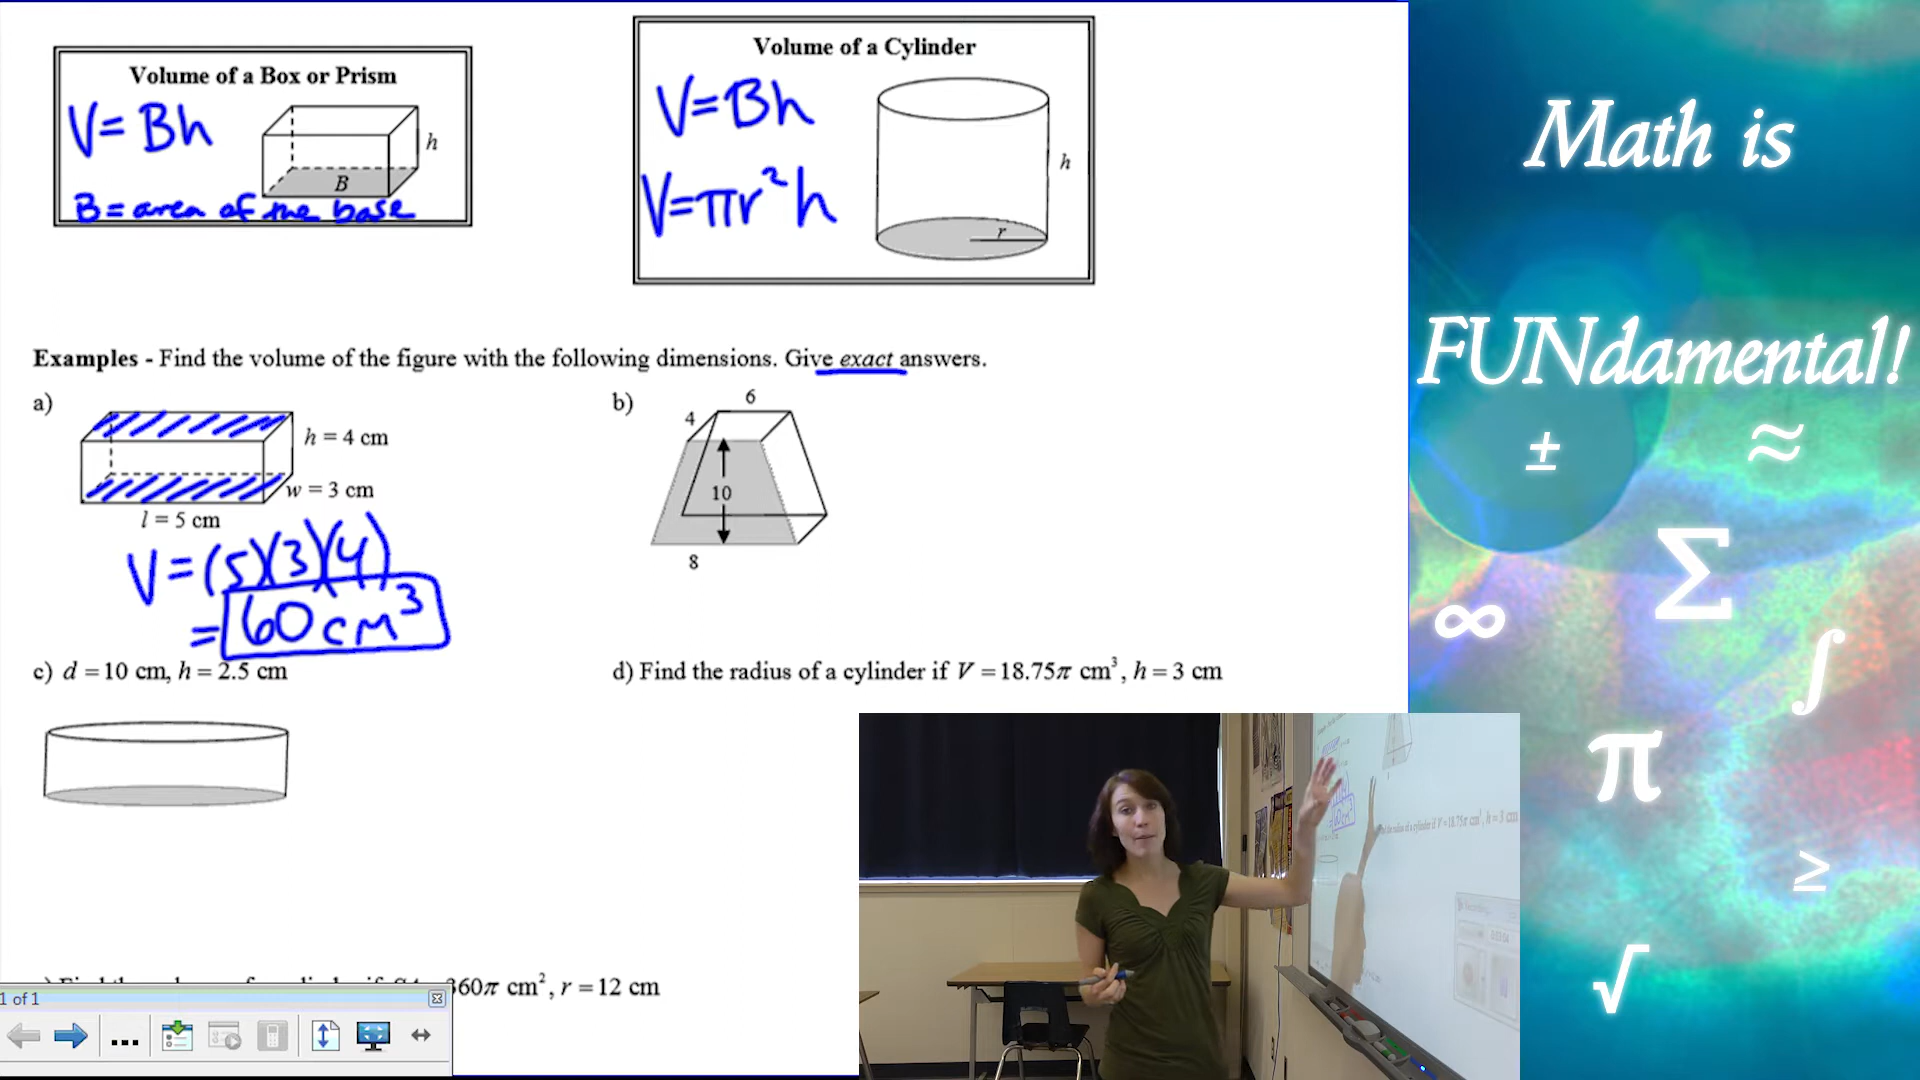 Volume of a Box or Prism
V = Bh
h
B
B = area of the base
Volume of a Cylinder
V = Bh
V = πr²h
h
r
Examples - Find the volume of the figure with the following dimensions. Give exact answers.
a)
h = 4 cm
w = 3 cm
l = 5 cm
V = (5)(3)(4)
= 60 cm³
b)
6
4
10
8
c) d = 10 cm, h = 2.5 cm
d) Find the radius of a cylinder if V = 18.75π cm³, h = 3 cm
360π cm², r = 12 cm
1 of 1
...
Math is
FUNdamental!
± ≈
Σ
∞
∫
π
≥
√